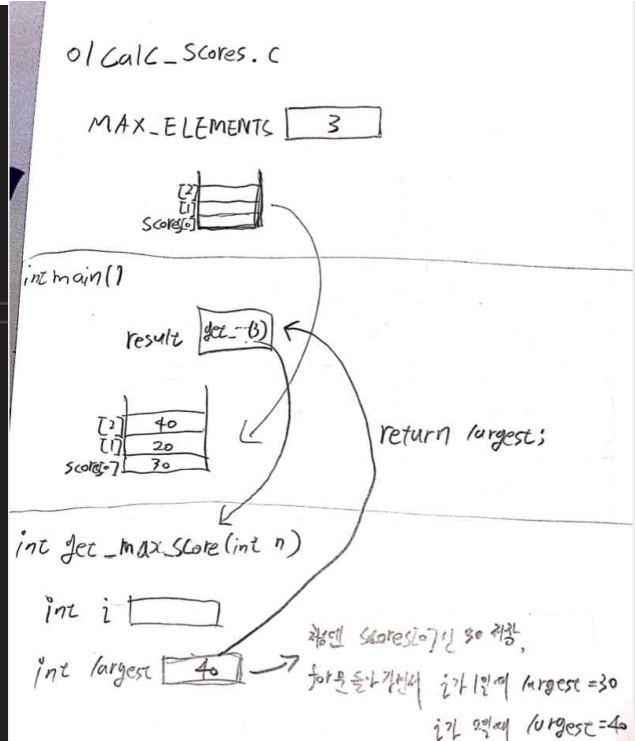 01 calc_scores.c
MAX_ELEMENTS 3
[2]
[1]
scores[0]
int main()
result get_...(3)
[2] 40
[1] 20
scores[0] 30
return largest;
int get_max_score(int n)
int i
int largest 40
처음엔 scores[0]인 30 저장,
for문 돌아가면서 i가 1일때 largest =30
i가 2일때 largest=40